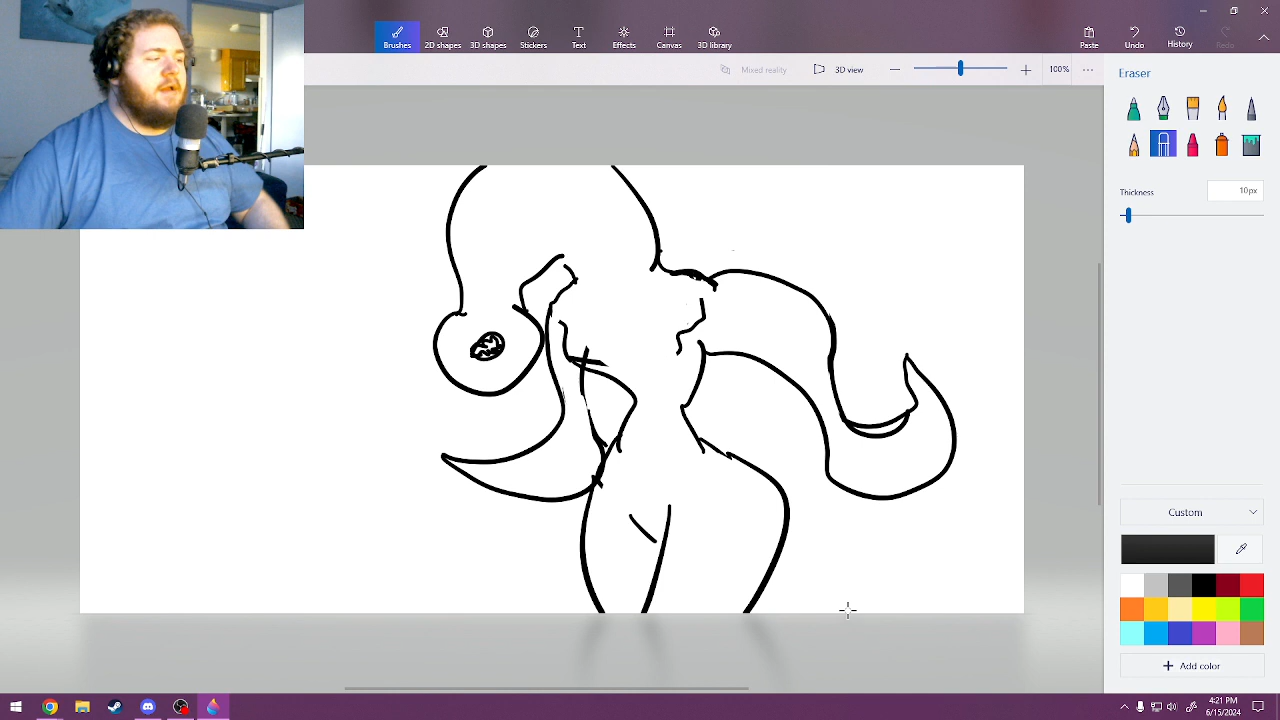 Brushes 2D shapes 3D shapes Stickers Text Effects Canvas 3D library Paste Undo History Redo
Mixed reality 3D view 100%
Eraser
Thickness 10px
Custom
Add color
4:21 PM
6/15/2024